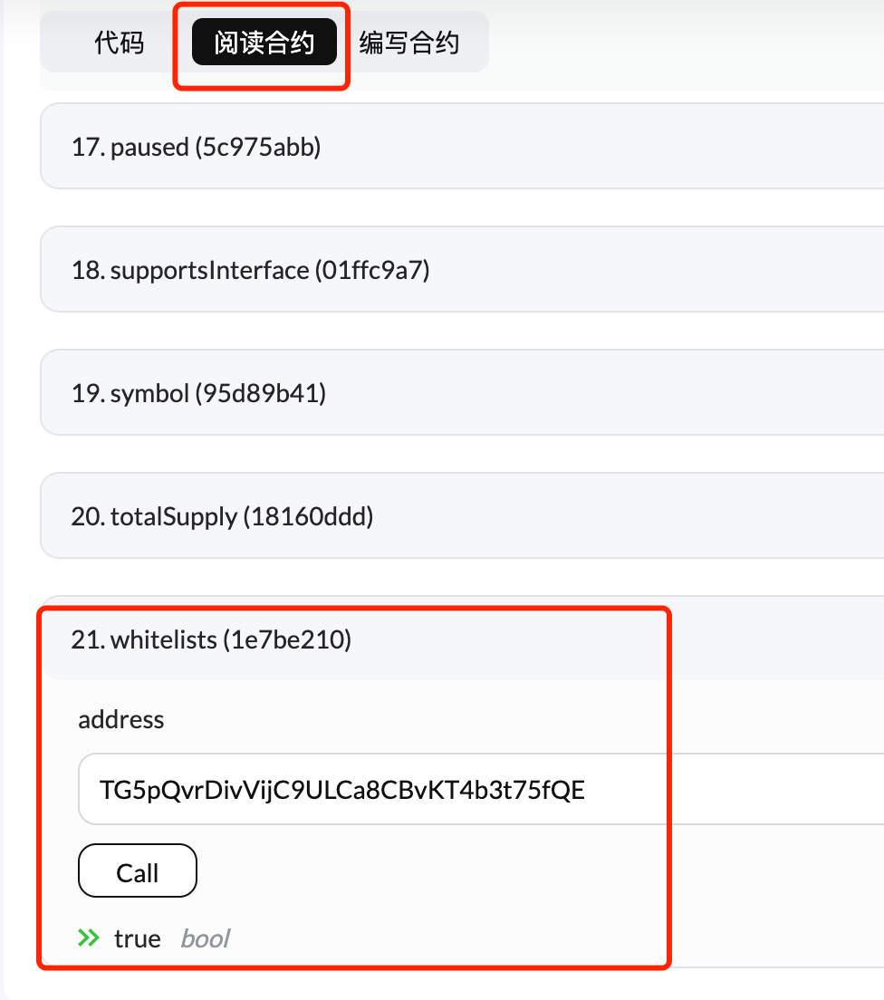 代码 阅读合约 编写合约
17. paused (5c975abb)
18. supportsInterface (01ffc9a7)
19. symbol (95d89b41)
20. totalSupply (18160ddd)
21. whitelists (1e7be210)
address
TG5pQvrDivVijC9ULCa8CBvKT4b3t75fQE
Call
true bool